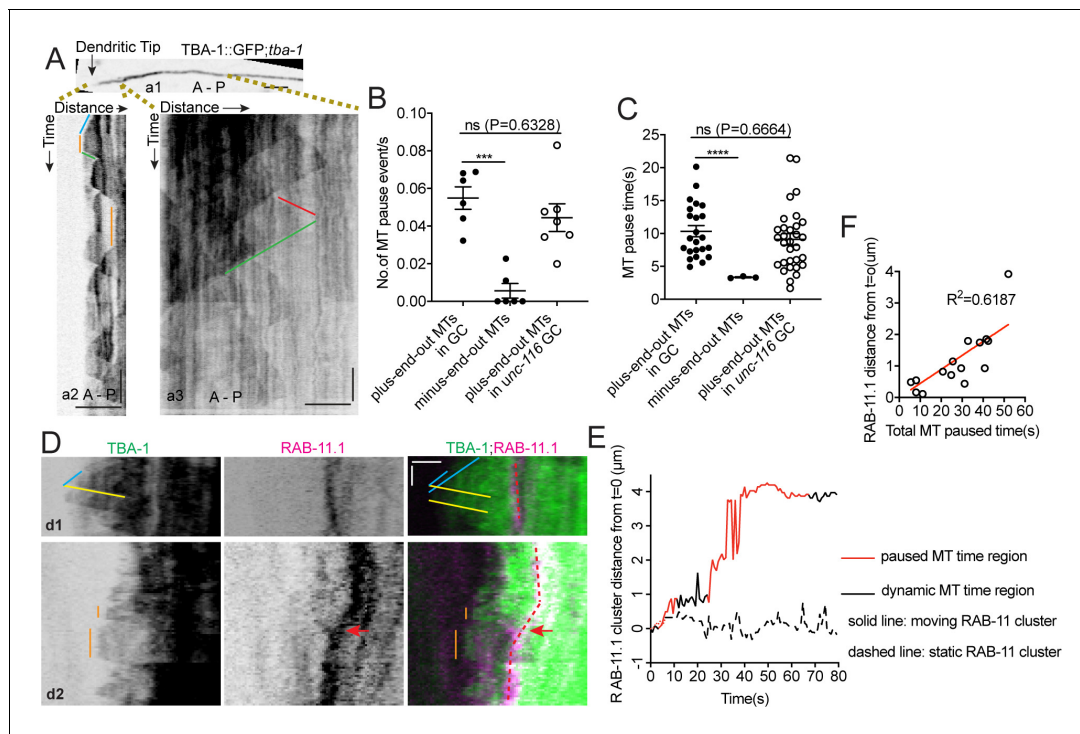 A
Dendritic Tip
TBA-1::GFP;tba-1
a1
A - P
Distance
Distance
Time
Time
a2 A - P
a3
A - P
B
ns (P=0.6328)
***
No.of MT pause event/s
0.10
0.08
0.06
0.04
0.02
0.00
plus-end-out MTs
in GC
minus-end-out MTs
plus-end-out MTs
in unc-116 GC
C
ns (P=0.6664)
****
MT pause time(s)
25
20
15
10
5
0
plus-end-out MTs
in GC
minus-end-out MTs
plus-end-out MTs
in unc-116 GC
F
RAB-11.1 distance from t=o(um)
R2=0.6187
4
3
2
1
0
0 10 20 30 40 50 60
Total MT paused time(s)
D
TBA-1
RAB-11.1
TBA-1;RAB-11.1
d1
d2
E
R AB-11.1 cluster distance from t=0 (µm)
4
3
2
1
0
-1
0 10 20 30 40 50 60 70 80
Time(s)
paused MT time region
dynamic MT time region
solid line: moving RAB-11 cluster
dashed line: static RAB-11 cluster